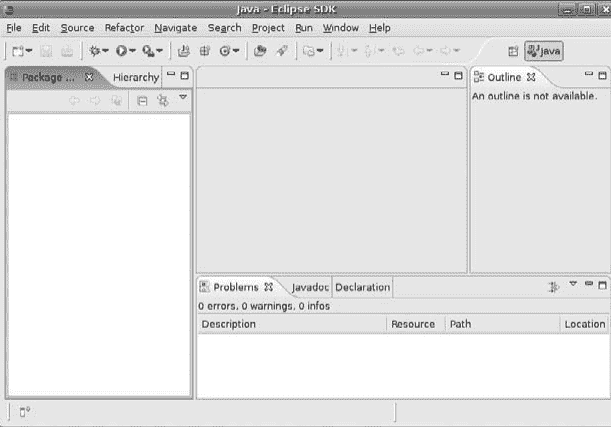 Java - Eclipse SDK
File Edit Source Refactor Navigate Search Project Run Window Help
Java
Package ... Hierarchy
Outline
An outline is not available.
Problems Javadoc Declaration
0 errors, 0 warnings, 0 infos
Description Resource Path Location